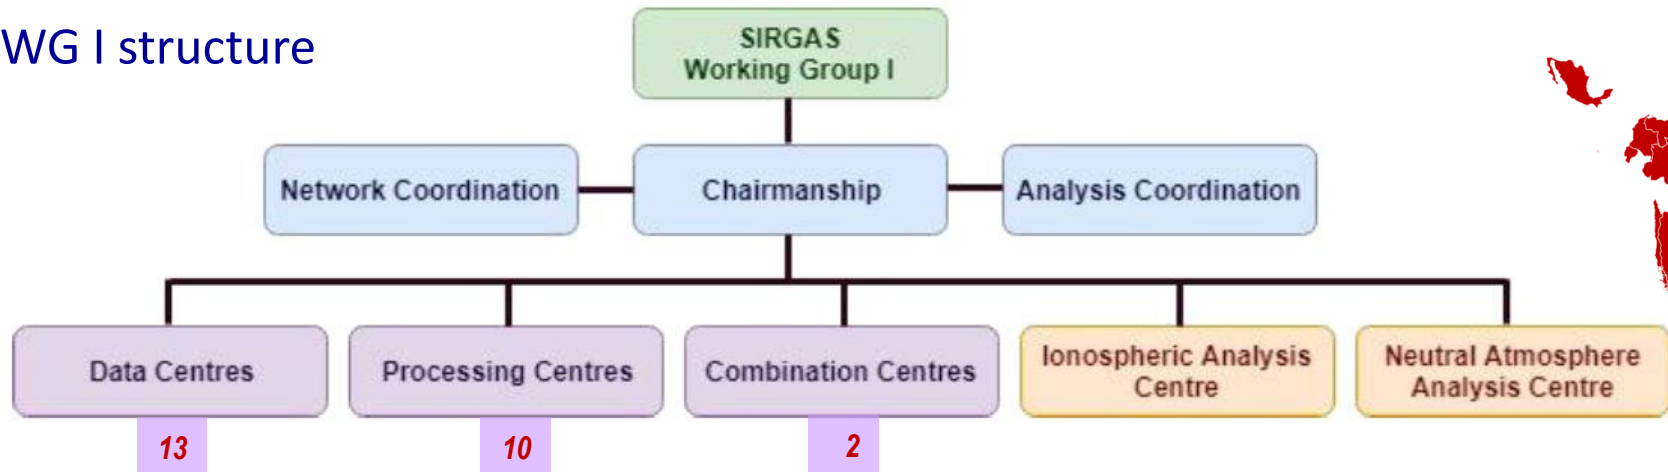 WG I structure
SIRGAS
Working Group I
Network Coordination
Chairmanship
Analysis Coordination
Data Centres
Processing Centres
Combination Centres
Ionospheric Analysis
Centre
Neutral Atmosphere
Analysis Centre
13
10
2